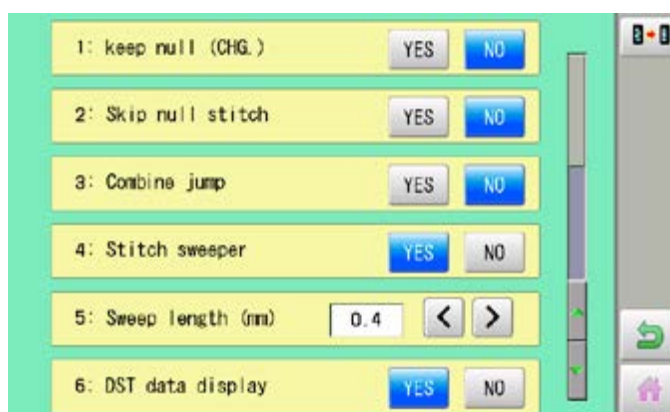 1: keep null (CHG.) YES NO
2: Skip null stitch YES NO
3: Combine jump YES NO
4: Stitch sweeper YES NO
5: Sweep length (mm) 0.4 < >
6: DST data display YES NO